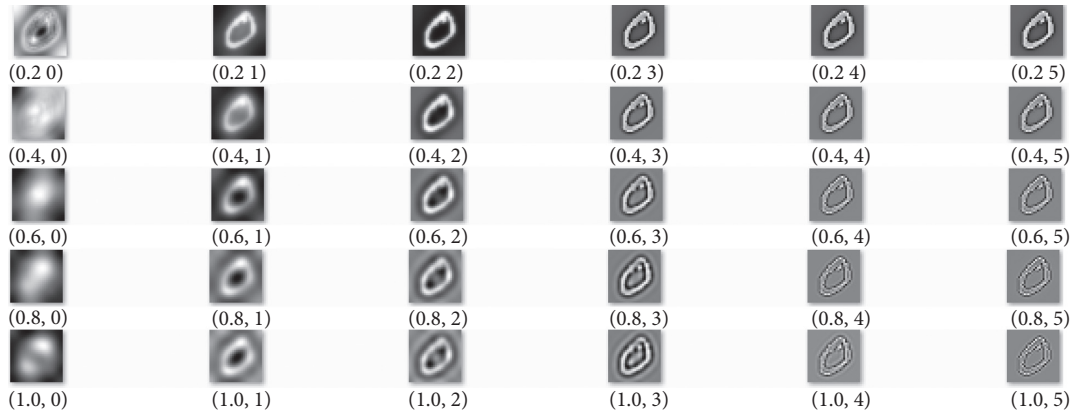 (0.2 0) (0.2 1) (0.2 2) (0.2 3) (0.2 4) (0.2 5)
(0.4, 0) (0.4, 1) (0.4, 2) (0.4, 3) (0.4, 4) (0.4, 5)
(0.6, 0) (0.6, 1) (0.6, 2) (0.6, 3) (0.6, 4) (0.6, 5)
(0.8, 0) (0.8, 1) (0.8, 2) (0.8, 3) (0.8, 4) (0.8, 5)
(1.0, 0) (1.0, 1) (1.0, 2) (1.0, 3) (1.0, 4) (1.0, 5)